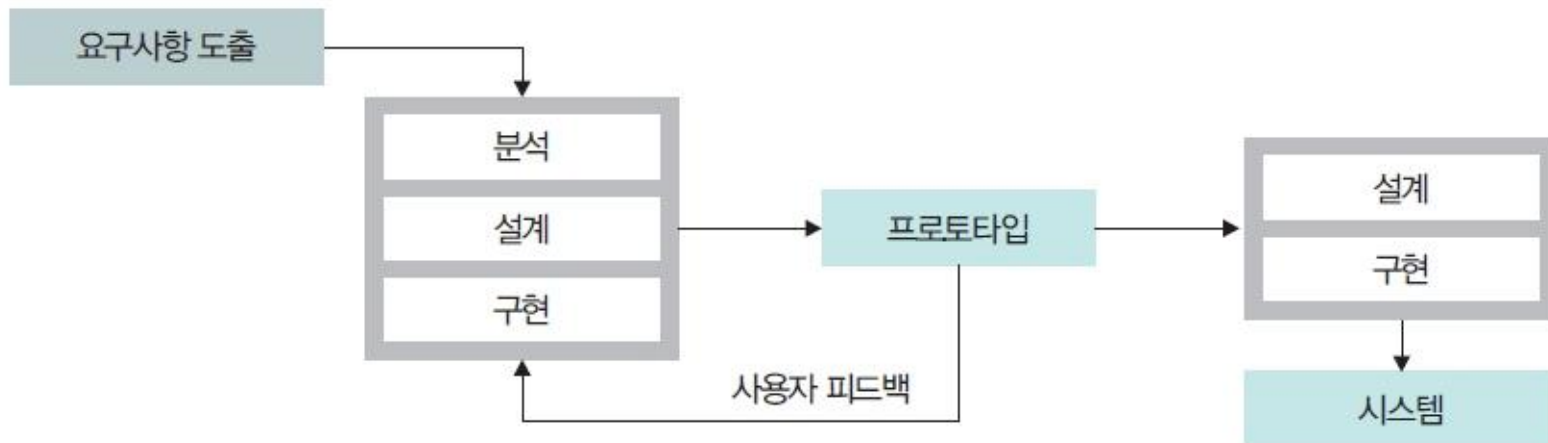 요구사항 도출
분석
설계
구현
프로토타입
사용자 피드백
설계
구현
시스템